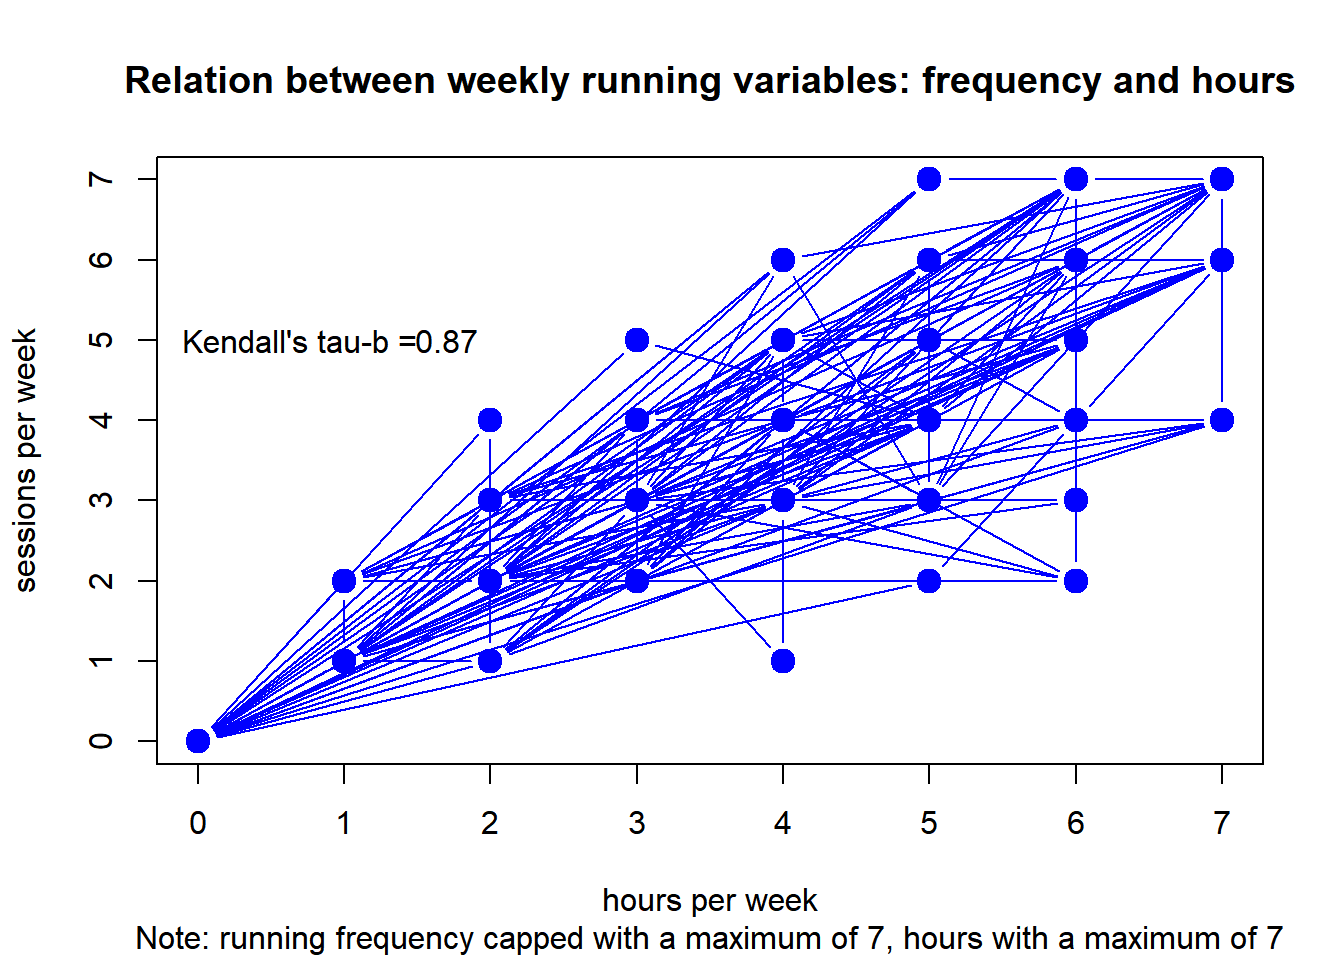 Relation between weekly running variables: frequency and hours
7
6
5
4
3
2
1
0
sessions per week
Kendall's tau-b =0.87
0 1 2 3 4 5 6 7
hours per week
Note: running frequency capped with a maximum of 7, hours with a maximum of 7